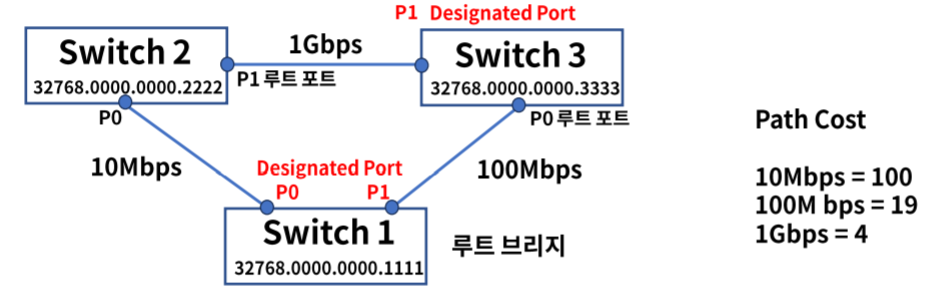 P1 Designated Port
Switch 2
32768.0000.0000.2222
1Gbps
P1 루트 포트
Switch 3
32768.0000.0000.3333
P0
P0 루트 포트
10Mbps
Designated Port
P0 P1
100Mbps
Switch 1
32768.0000.0000.1111
루트 브리지
Path Cost
10Mbps = 100
100M bps = 19
1Gbps = 4